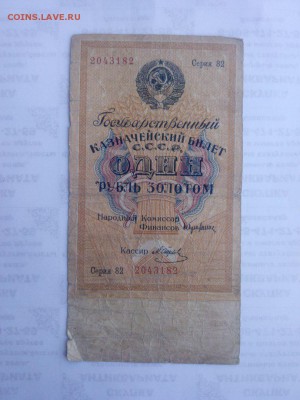 COINS.LAVE.RU
2043182 Серия 82
Государственный
КАЗНАЧЕЙСКИЙ БИЛЕТ
С.С.С.Р.
ОДИН
РУБЛЬ ЗОЛОТОМ
Народный Комиссар
Финансов
Кассир
Серия 82 2043182